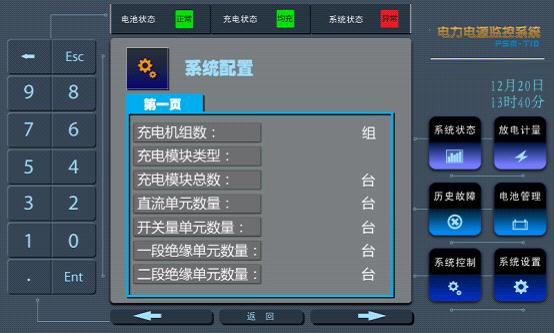 电池状态 正常 充电状态 均充 系统状态 异常
电力电源监控系统
PSM-T10
12月20日
13时40分
Esc
9 8
7 6
5 4
3 2
1 0
. Ent
系统配置
第一页
充电机组数： 组
充电模块类型：
充电模块总数： 台
直流单元数量： 台
开关量单元数量： 台
一段绝缘单元数量： 台
二段绝缘单元数量： 台
系统状态 放电计量
历史故障 电池管理
系统控制 系统设置
返 回